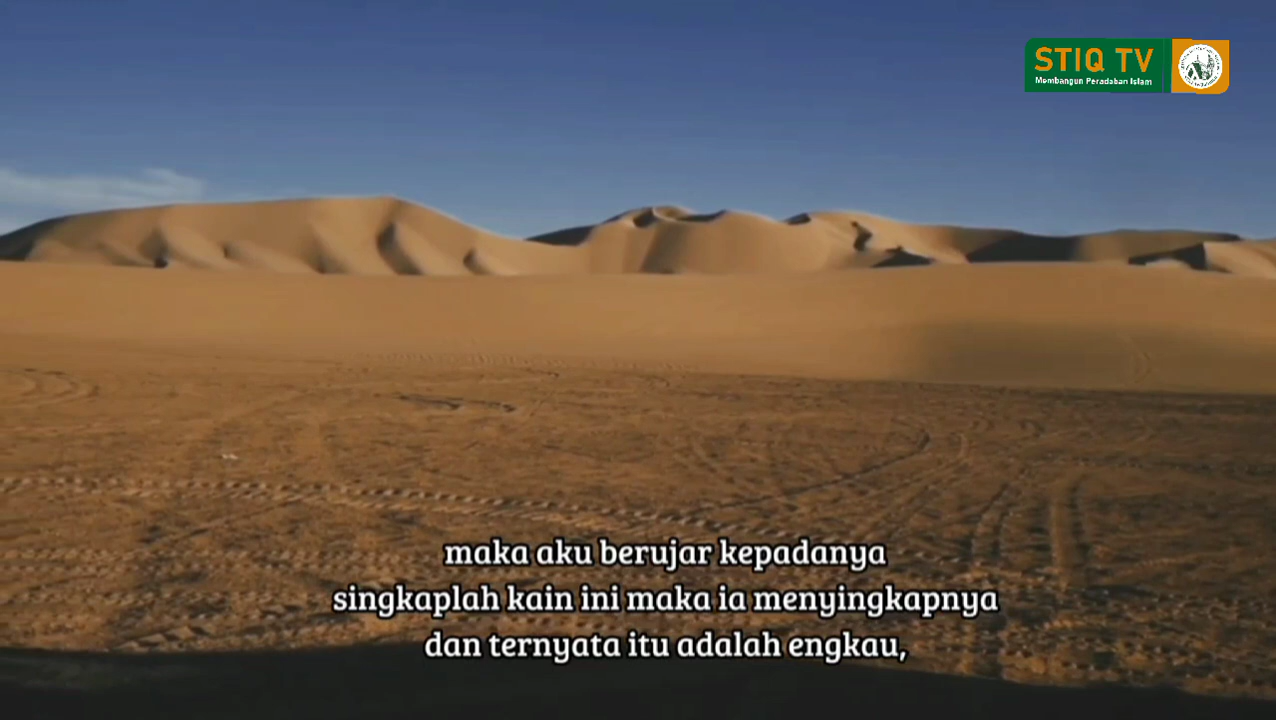 STIQ TV
Membangun Peradaban Islam
maka aku berujar kepadanya
singkaplah kain ini maka ia menyingkapnya
dan ternyata itu adalah engkau,